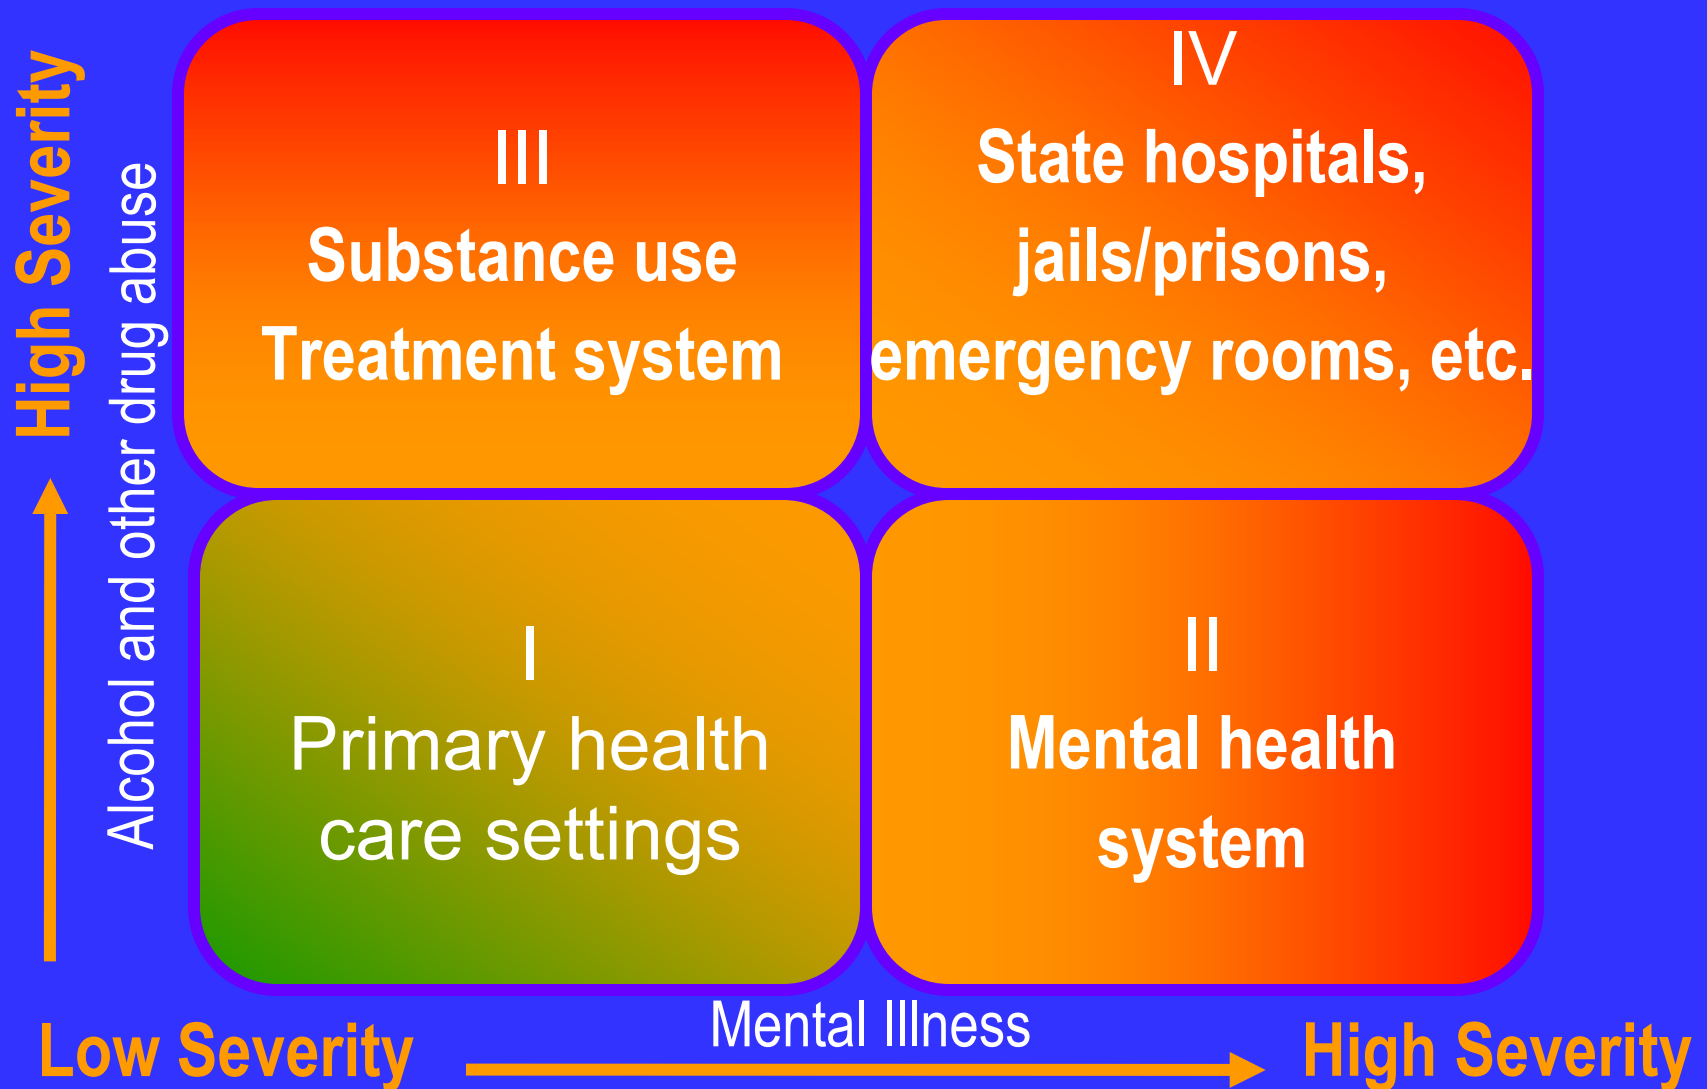 High Severity
Alcohol and other drug abuse
III
Substance use
Treatment system
IV
State hospitals,
jails/prisons,
emergency rooms, etc.
I
Primary health
care settings
II
Mental health
system
Mental Illness
Low Severity
High Severity